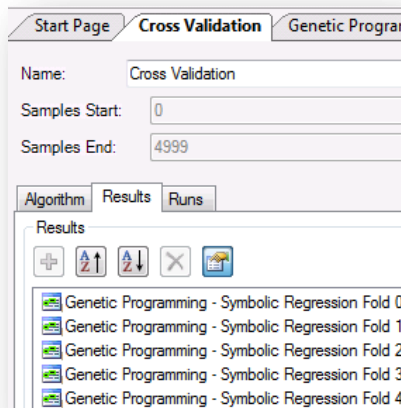 Start Page Cross Validation Genetic Progra
Name: Cross Validation
Samples Start: 0
Samples End: 4999
Algorithm Results Runs
Results
Genetic Programming - Symbolic Regression Fold 0
Genetic Programming - Symbolic Regression Fold 1
Genetic Programming - Symbolic Regression Fold 2
Genetic Programming - Symbolic Regression Fold 3
Genetic Programming - Symbolic Regression Fold 4